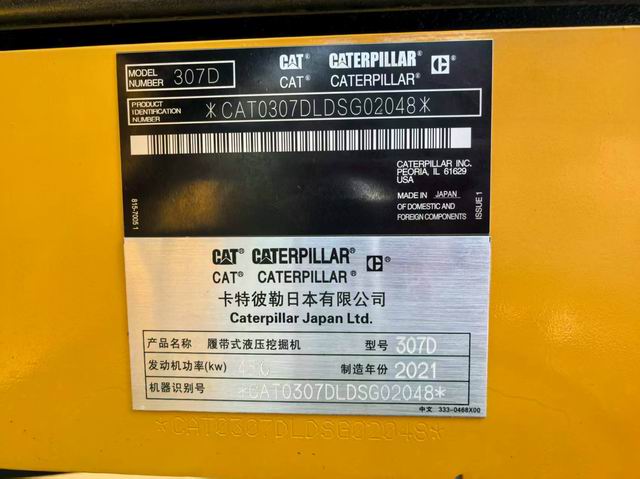 CAT CATERPILLAR®
CAT® CATERPILLAR®
MODEL NUMBER 307D
PRODUCT IDENTIFICATION NUMBER *CAT0307DLDSG02048*
CATERPILLAR INC.
PEORIA, IL 61629
USA
MADE IN JAPAN
OF DOMESTIC AND
FOREIGN COMPONENTS
ISSUE 1
815-7005 1
CAT CATERPILLAR®
CAT® CATERPILLAR®
卡特彼勒日本有限公司
Caterpillar Japan Ltd.
产品名称 履带式液压挖掘机 型号 307D
发动机功率(kw) 制造年份 2021
机器识别号 *CAT0307DLDSG02048*
中文 333-0468X00
*CAT0307DLDSG02048*